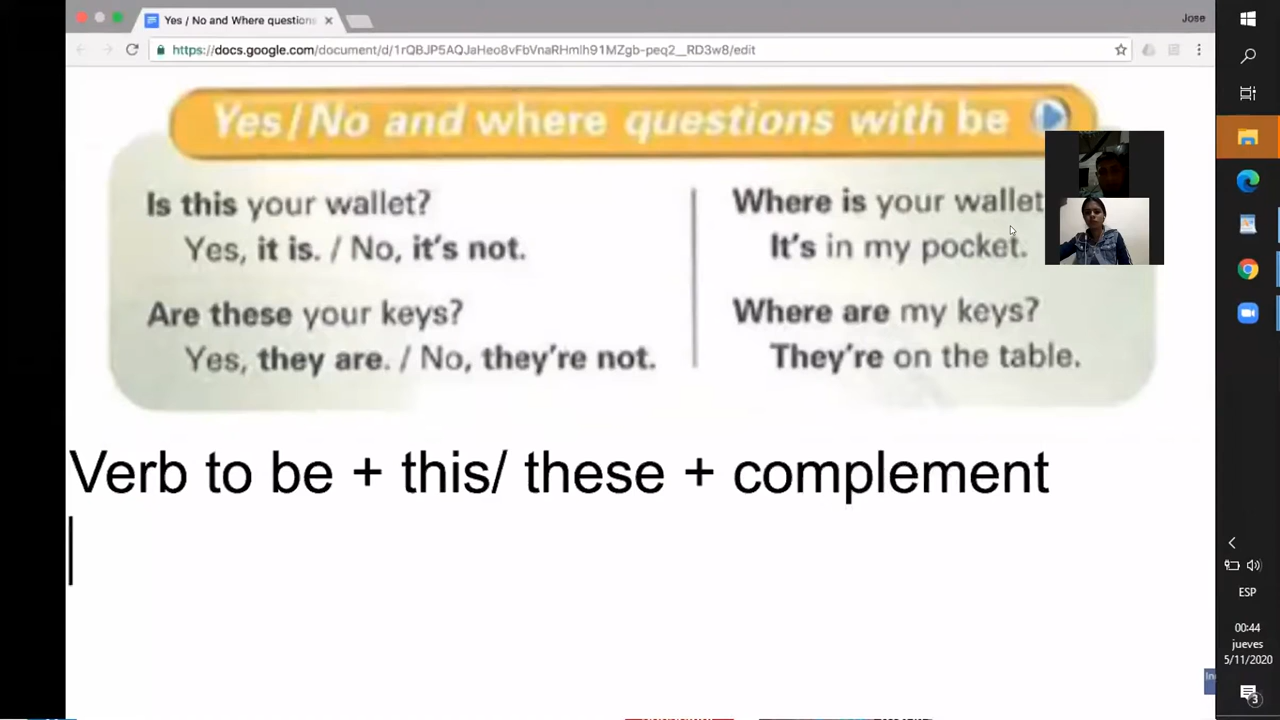 Yes / No and Where questions
Jose
https://docs.google.com/document/d/1rQBJP5AQJaHeo8vFbVnaRHmlh91MZgb-peq2__RD3w8/edit
Yes/No and where questions with be
Is this your wallet?
Yes, it is. / No, it's not.
Are these your keys?
Yes, they are. / No, they're not.
Where is your wallet
It's in my pocket.
Where are my keys?
They're on the table.
Verb to be + this/ these + complement
ESP
00:44
jueves
5/11/2020
3